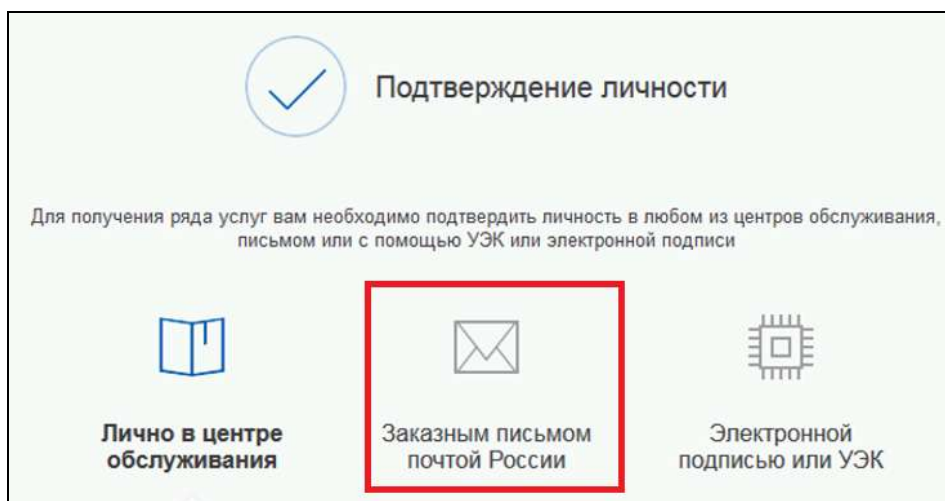 Подтверждение личности
Для получения ряда услуг вам необходимо подтвердить личность в любом из центров обслуживания,
письмом или с помощью УЭК или электронной подписи
Лично в центре
обслуживания
Заказным письмом
почтой России
Электронной
подписью или УЭК